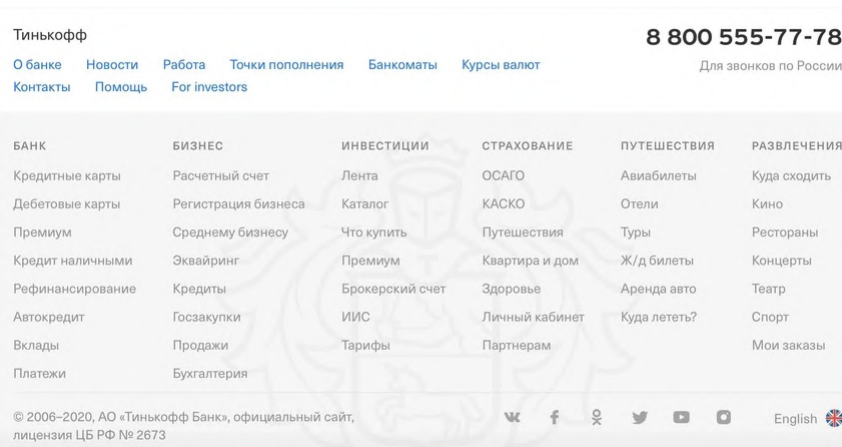 Тинькофф
8 800 555-77-78
О банке Новости Работа Точки пополнения Банкоматы Курсы валют
Для звонков по России
Контакты Помощь For investors
БАНК БИЗНЕС ИНВЕСТИЦИИ СТРАХОВАНИЕ ПУТЕШЕСТВИЯ РАЗВЛЕЧЕНИЯ
Кредитные карты Расчетный счет Лента ОСАГО Авиабилеты Куда сходить
Дебетовые карты Регистрация бизнеса Каталог КАСКО Отели Кино
Премиум Среднему бизнесу Что купить Путешествия Туры Рестораны
Кредит наличными Эквайринг Премиум Квартира и дом Ж/д билеты Концерты
Рефинансирование Кредиты Брокерский счет Здоровье Аренда авто Театр
Автокредит Госзакупки ИИС Личный кабинет Куда лететь? Спорт
Вклады Продажи Тарифы Партнерам Мои заказы
Платежи Бухгалтерия
© 2006–2020, АО «Тинькофф Банк», официальный сайт,
лицензия ЦБ РФ № 2673
English